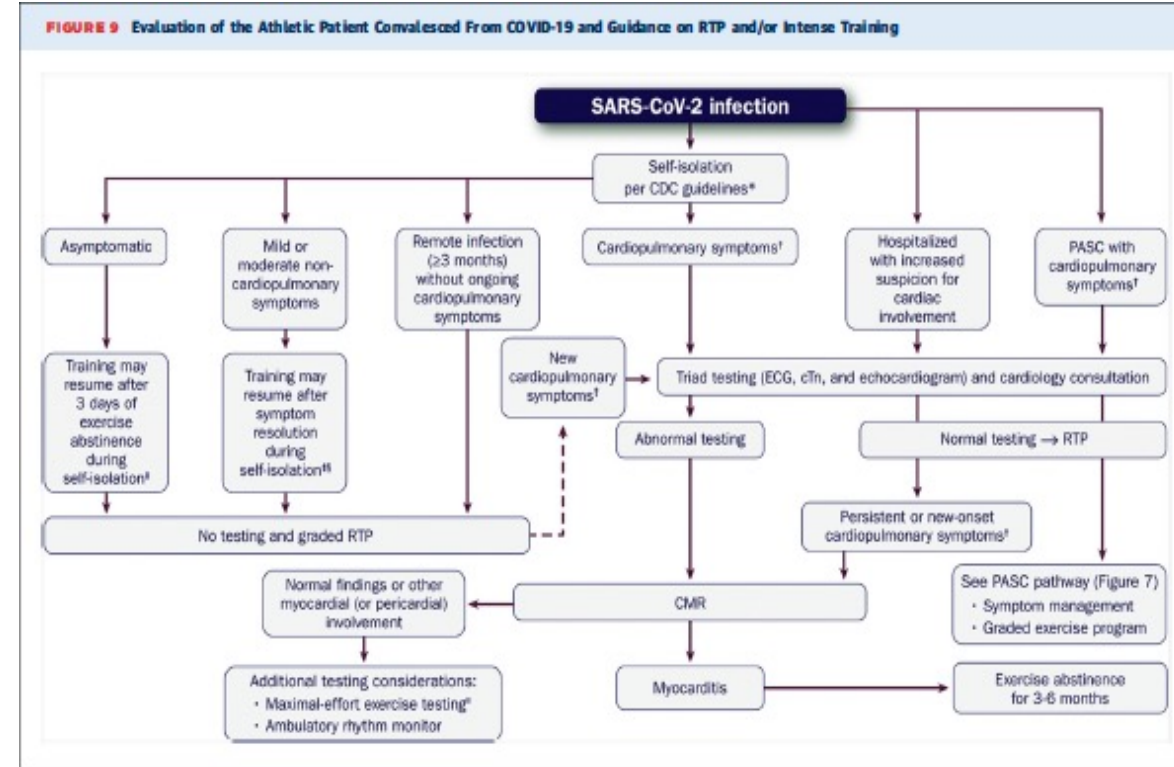 FIGURE 9 Evaluation of the Athletic Patient Convalesced From COVID-19 and Guidance on RTP and/or Intense Training
SARS-CoV-2 infection
Self-isolation
per CDC guidelines*
Asymptomatic
Mild or
moderate non-
cardiopulmonary
symptoms
Remote infection
(≥3 months)
without ongoing
cardiopulmonary
symptoms
Cardiopulmonary symptoms†
Hospitalized
with increased
suspicion for
cardiac
involvement
PASC with
cardiopulmonary
symptoms†
Training may
resume after
3 days of
exercise
abstinence
during
self-isolation‡
Training may
resume after
symptom
resolution
during
self-isolation‡§
New
cardiopulmonary
symptoms†
Triad testing (ECG, cTn, and echocardiogram) and cardiology consultation
Abnormal testing
Normal testing → RTP
No testing and graded RTP
Persistent or new-onset
cardiopulmonary symptoms†
Normal findings or other
myocardial (or pericardial)
involvement
CMR
See PASC pathway (Figure 7)
• Symptom management
• Graded exercise program
Additional testing considerations:
• Maximal-effort exercise testing
• Ambulatory rhythm monitor
Myocarditis
Exercise abstinence
for 3-6 months